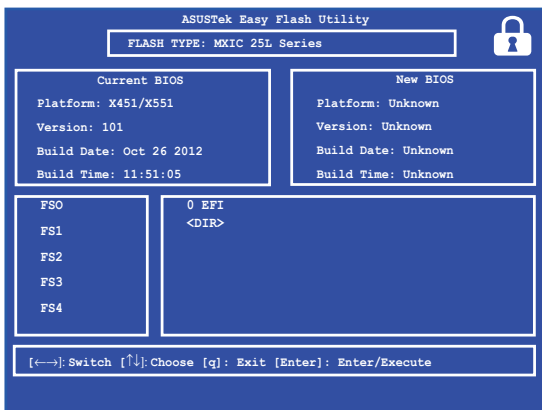 ASUSTek Easy Flash Utility
FLASH TYPE: MXIC 25L Series
Current BIOS
Platform: X451/X551
Version: 101
Build Date: Oct 26 2012
Build Time: 11:51:05
New BIOS
Platform: Unknown
Version: Unknown
Build Date: Unknown
Build Time: Unknown
FSO
FS1
FS2
FS3
FS4
0 EFI
<DIR>
[←→]: Switch [↑↓]: Choose [q]: Exit [Enter]: Enter/Execute